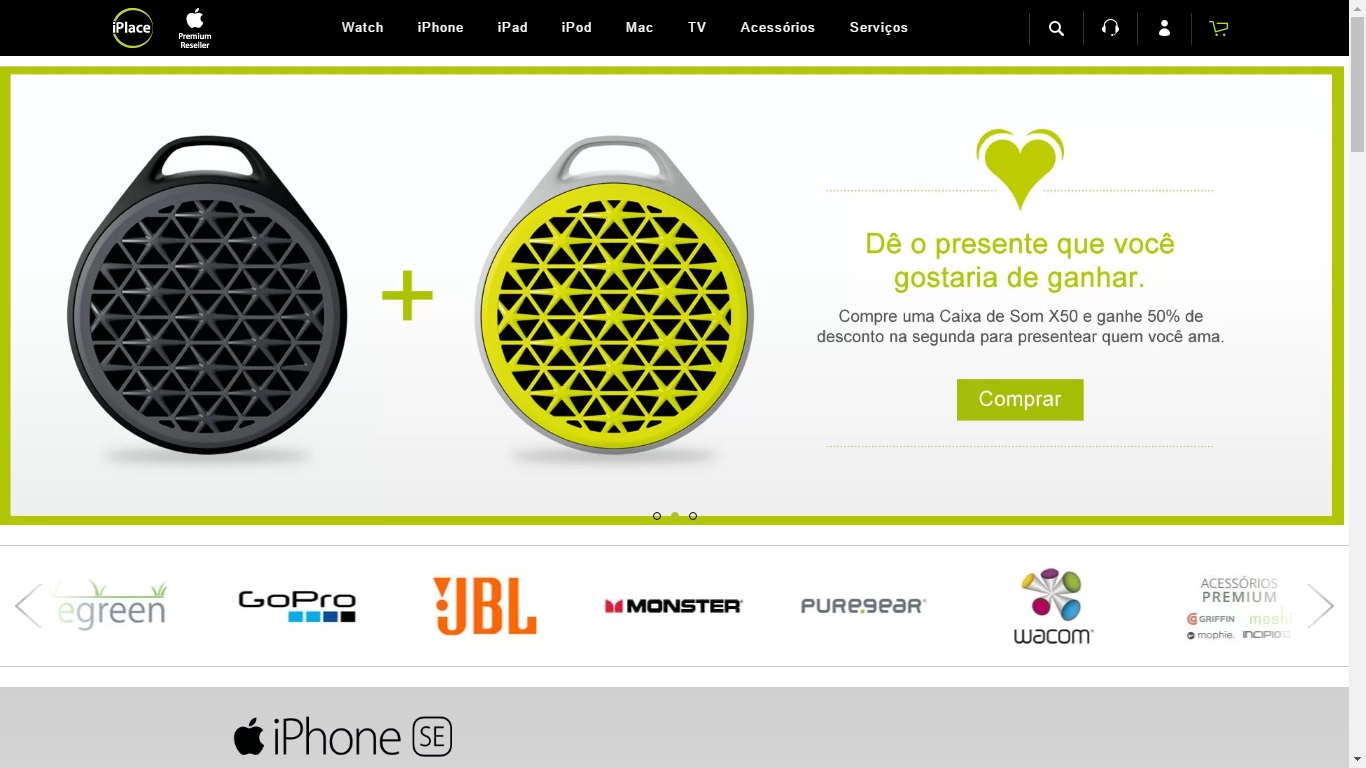 iPlace
Premium
Reseller
Watch iPhone iPad iPod Mac TV Acessórios Serviços
Dê o presente que você
gostaria de ganhar.
Compre uma Caixa de Som X50 e ganhe 50% de
desconto na segunda para presentear quem você ama.
Comprar
egreen
GoPro
JBL
MONSTER
PUREGEAR
wacom
ACESSÓRIOS
PREMIUM
GRIFFIN moshi
mophie. INCIPIO
iPhone SE